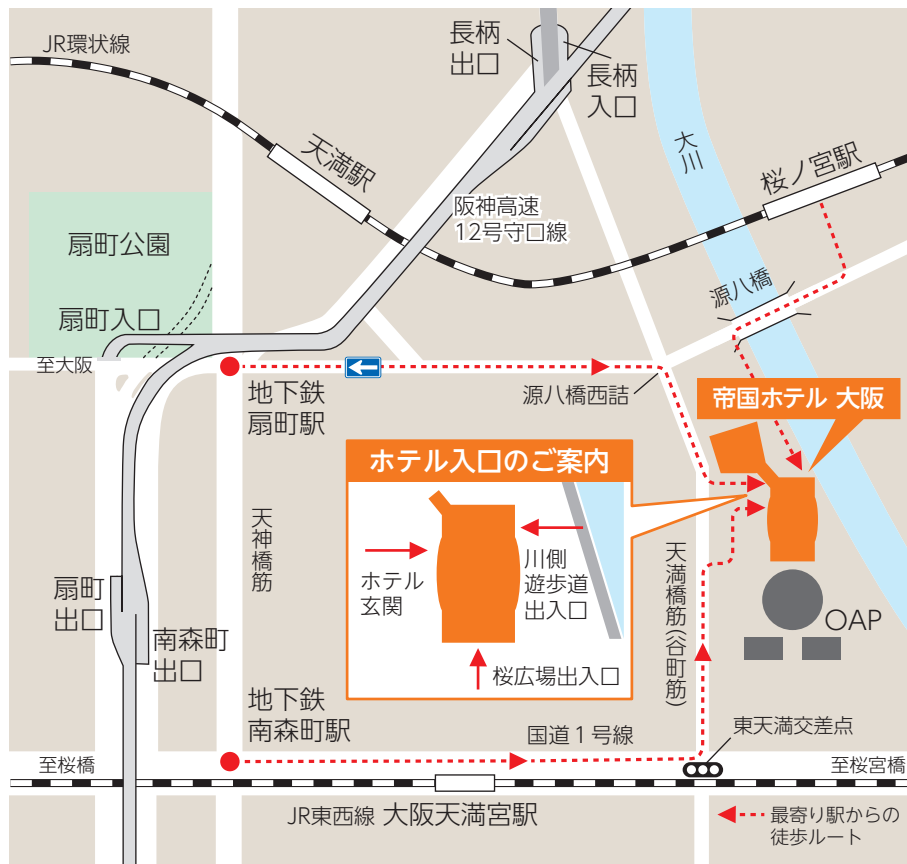 JR環状線
長柄
出口
長柄
入口
大川
天満駅
桜ノ宮駅
阪神高速
12号守口線
扇町公園
扇町入口
源八橋
至大阪
地下鉄
扇町駅
源八橋西詰
帝国ホテル 大阪
ホテル入口のご案内
ホテル
玄関
川側
遊歩道
出入口
桜広場出入口
天神橋筋
天満橋筋(谷町筋)
扇町
出口
南森町
出口
OAP
地下鉄
南森町駅
国道1号線
東天満交差点
至桜橋
至桜宮橋
JR東西線 大阪天満宮駅
最寄り駅からの
徒歩ルート